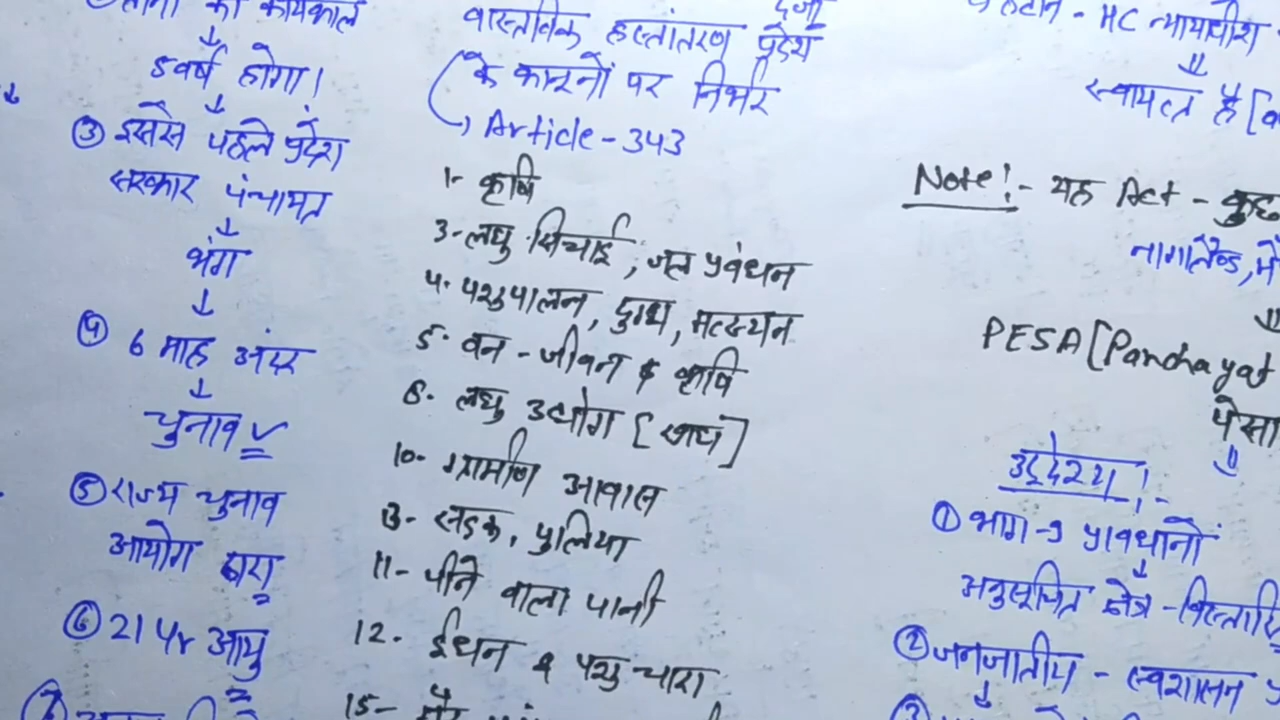 का कार्यकाल
↓
5 वर्ष होगा।
↓
③ इससे पहले प्रदेश
सरकार पंचायत
↓
भंग
↓
④ 6 माह अंदर
↓
चुनाव ✓
⑤ राज्य चुनाव
आयोग द्वारा
⑥ 21 Yr आयु
वास्तविक हस्तांतरण प्रदेश
के कानूनों पर निर्भर
↳ Article - 343
1- कृषि
3- लघु सिचाई, जल प्रबंधन
4. पशुपालन, दुग्ध, मत्स्यन
5. वन - जीवन & कृषि
8. लघु उद्योग [खाद्य]
10- ग्रामीण आवास
13- सडक, पुलिया
11- पीने वाला पानी
12. ईधन & पशु चारा
15- गैर
- HC न्यायाधीश
⇓
स्वायत्त है [
Note!:- यह Act - कुछ
नागालैण्ड, में
⇓
PESA [Panchayat
पेसा
⇓
उद्देश्य!:-
① भाग-9 प्रावधानों
↓
अनुसूचित क्षेत्र - विस्तारि
② जनजातीय - स्वशासन
↓